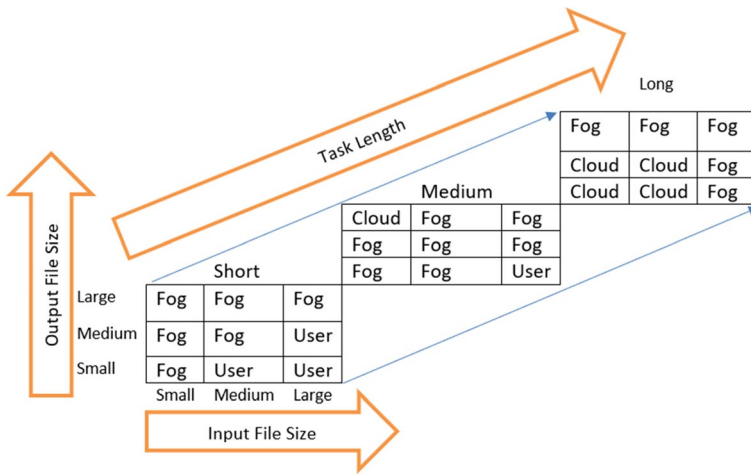 Long
Task Length
Fog Fog Fog
Cloud Cloud Fog
Cloud Cloud Fog
Medium
Cloud Fog Fog
Fog Fog Fog
Fog Fog User
Output File Size
Short
Large Fog Fog Fog
Medium Fog Fog User
Small Fog User User
Small Medium Large
Input File Size